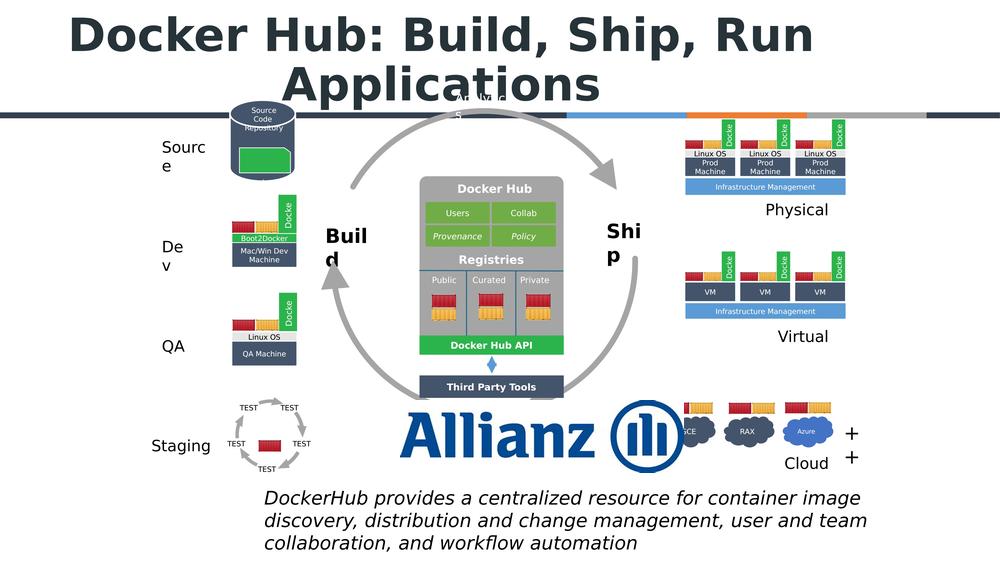 Docker Hub: Build, Ship, Run
Applications
Source
Code
Repository
Sourc
e
Docke
Boot2Docker
Mac/Win Dev
Machine
De
v
Docke
Linux OS
QA Machine
QA
TEST
TEST
TEST
TEST
TEST
Staging
Buil
d
Docker Hub
Users
Collab
Provenance
Policy
Registries
Public
Curated
Private
Docker Hub API
Third Party Tools
Allianz
Shi
p
Docke
Docke
Docke
Linux OS
Linux OS
Linux OS
Prod
Machine
Prod
Machine
Prod
Machine
Infrastructure Management
Physical
Docke
Docke
Docke
VM
VM
VM
Infrastructure Management
Virtual
RAX
Azure
Cloud
+
+
DockerHub provides a centralized resource for container image
discovery, distribution and change management, user and team
collaboration, and workflow automation